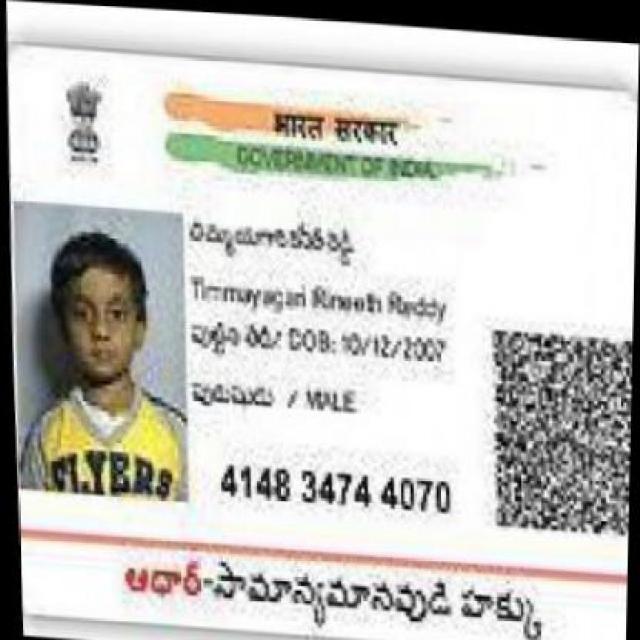 भारत सरकार
GOVERNMENT OF INDIA
Timmayagari Rineeth Reddy
DOB: 10/12/2007
పురుషుడు / MALE
4148 3474 4070
ఆధార్-సామాన్యమానవుడి హక్కు